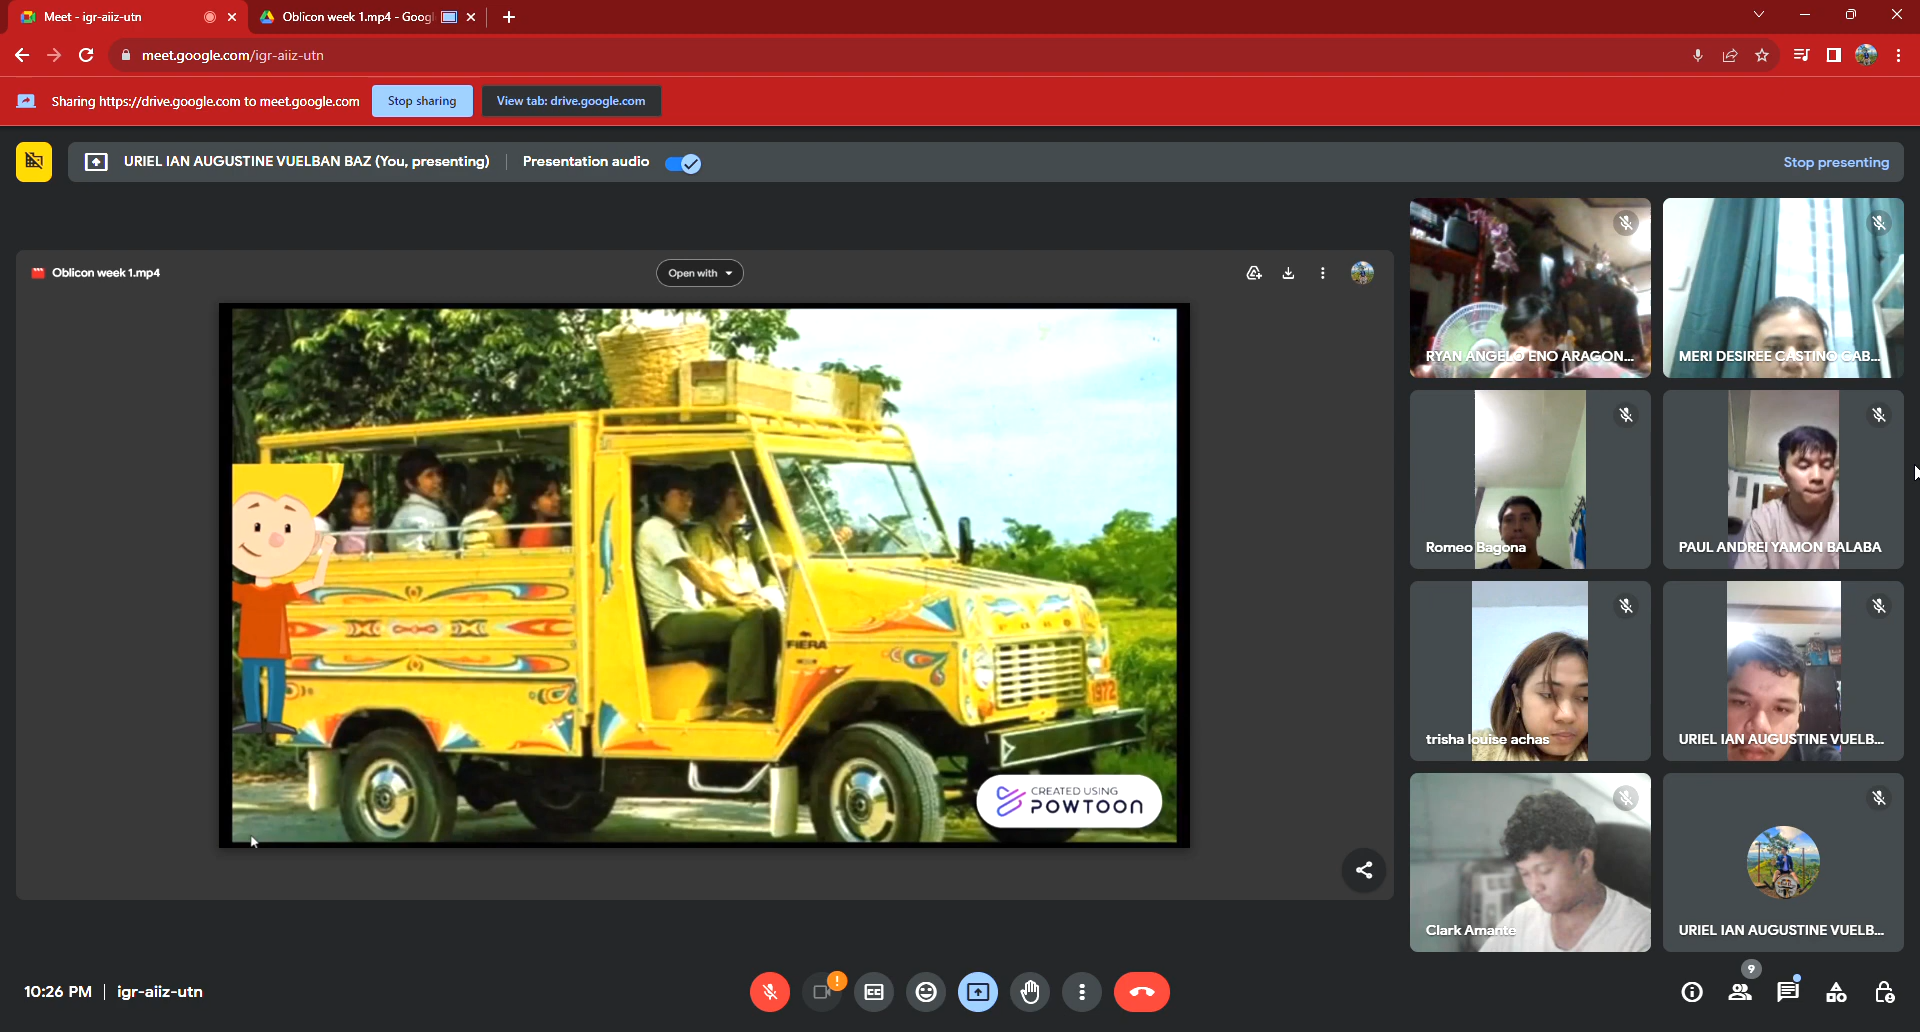 Meet - igr-aiiz-utn
Oblicon week 1.mp4 - Googl
meet.google.com/igr-aiiz-utn
Sharing https://drive.google.com to meet.google.com
Stop sharing
View tab: drive.google.com
URIEL IAN AUGUSTINE VUELBAN BAZ (You, presenting)
Presentation audio
Stop presenting
Oblicon week 1.mp4
Open with
FIERA
1972
CREATED USING
POWTOON
RYAN ANGELO ENO ARAGON...
MERI DESIREE CASTINO CAB...
Romeo Bagona
PAUL ANDREI YAMON BALABA
trisha louise achas
URIEL IAN AUGUSTINE VUELB...
Clark Amante
URIEL IAN AUGUSTINE VUELB...
10:26 PM | igr-aiiz-utn
!
CC
9